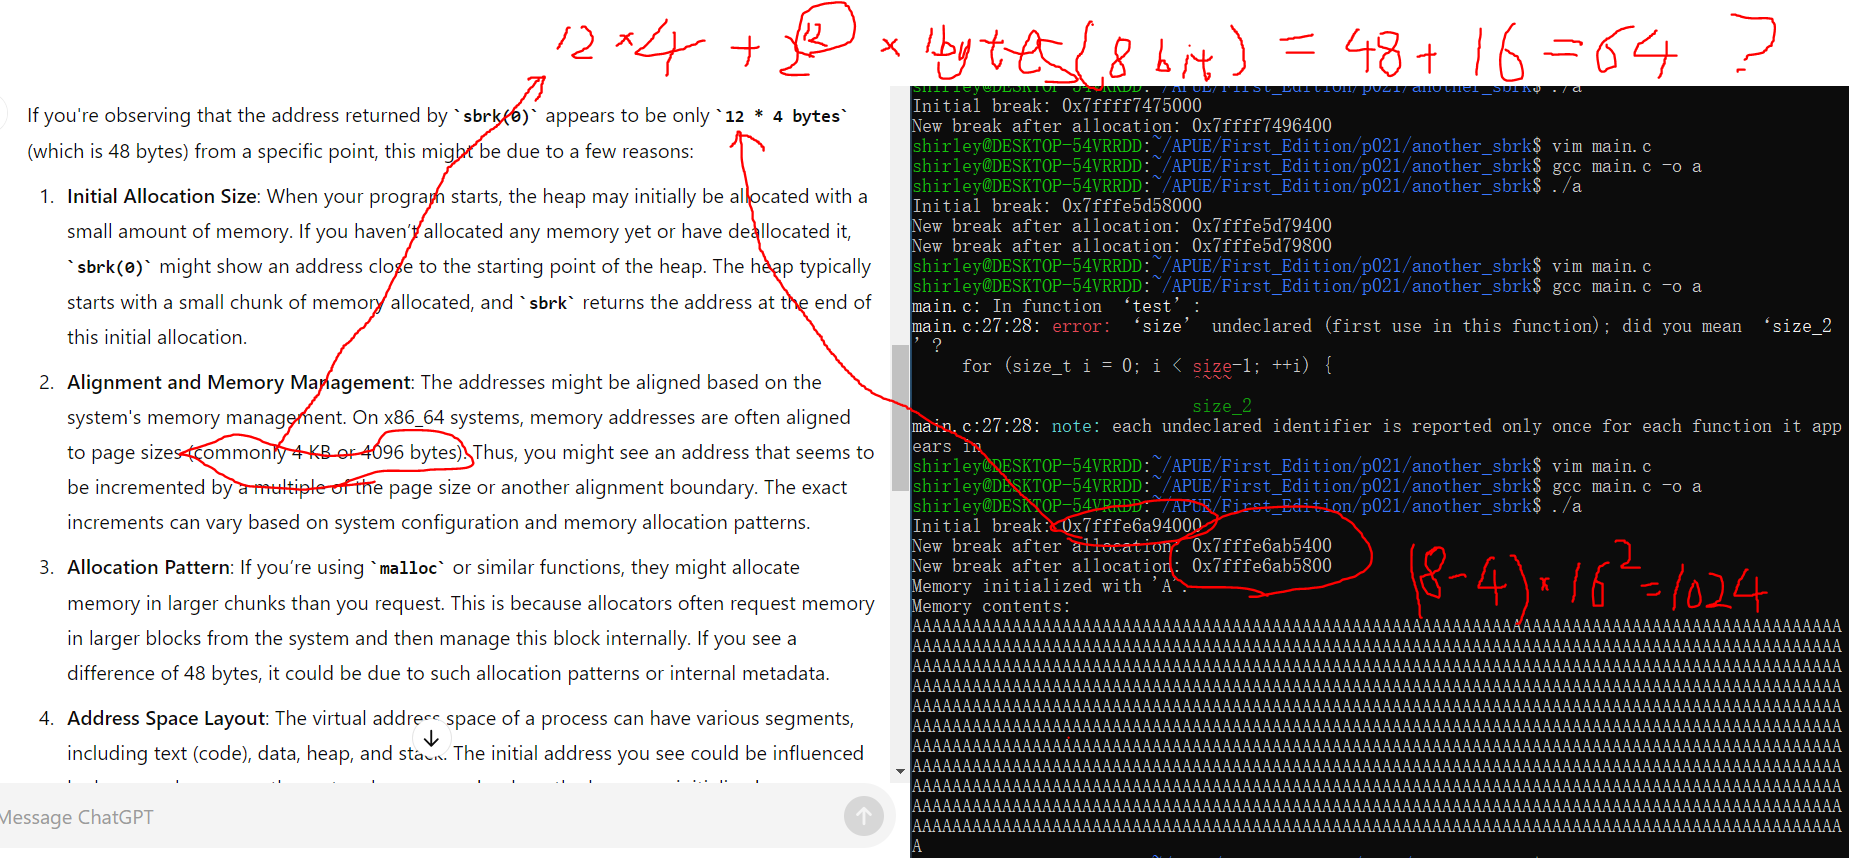 12 × 4 + 2^12 × 1bytes(8 bit) = 48 + 16 = 64 ?
If you're observing that the address returned by `sbrk(0)` appears to be only `12 * 4 bytes`
(which is 48 bytes) from a specific point, this might be due to a few reasons:
1. Initial Allocation Size: When your program starts, the heap may initially be allocated with a
small amount of memory. If you haven't allocated any memory yet or have deallocated it,
`sbrk(0)` might show an address close to the starting point of the heap. The heap typically
starts with a small chunk of memory allocated, and `sbrk` returns the address at the end of
this initial allocation.
2. Alignment and Memory Management: The addresses might be aligned based on the
system's memory management. On x86_64 systems, memory addresses are often aligned
to page sizes (commonly 4 KB or 4096 bytes). Thus, you might see an address that seems to
be incremented by a multiple of the page size or another alignment boundary. The exact
increments can vary based on system configuration and memory allocation patterns.
3. Allocation Pattern: If you're using `malloc` or similar functions, they might allocate
memory in larger chunks than you request. This is because allocators often request memory
in larger blocks from the system and then manage this block internally. If you see a
difference of 48 bytes, it could be due to such allocation patterns or internal metadata.
4. Address Space Layout: The virtual address space of a process can have various segments,
including text (code), data, heap, and stack. The initial address you see could be influenced
Message ChatGPT
shirley@DESKTOP-54VRRDD:~/APUE/First_Edition/p021/another_sbrk$ ./a
Initial break: 0x7ffff7475000
New break after allocation: 0x7ffff7496400
shirley@DESKTOP-54VRRDD:~/APUE/First_Edition/p021/another_sbrk$ vim main.c
shirley@DESKTOP-54VRRDD:~/APUE/First_Edition/p021/another_sbrk$ gcc main.c -o a
shirley@DESKTOP-54VRRDD:~/APUE/First_Edition/p021/another_sbrk$ ./a
Initial break: 0x7fffe5d58000
New break after allocation: 0x7fffe5d79400
New break after allocation: 0x7fffe5d79800
shirley@DESKTOP-54VRRDD:~/APUE/First_Edition/p021/another_sbrk$ vim main.c
shirley@DESKTOP-54VRRDD:~/APUE/First_Edition/p021/another_sbrk$ gcc main.c -o a
main.c: In function ‘test’:
main.c:27:28: error: ‘size’ undeclared (first use in this function); did you mean ‘size_2
’?
for (size_t i = 0; i < size-1; ++i) {
~~~~
size_2
main.c:27:28: note: each undeclared identifier is reported only once for each function it app
ears in
shirley@DESKTOP-54VRRDD:~/APUE/First_Edition/p021/another_sbrk$ vim main.c
shirley@DESKTOP-54VRRDD:~/APUE/First_Edition/p021/another_sbrk$ gcc main.c -o a
shirley@DESKTOP-54VRRDD:~/APUE/First_Edition/p021/another_sbrk$ ./a
Initial break: 0x7fffe6a94000
New break after allocation: 0x7fffe6ab5400
New break after allocation: 0x7fffe6ab5800
(8-4) × 16^2 = 1024
Memory initialized with 'A'.
Memory contents:
AAAAAAAAAAAAAAAAAAAAAAAAAAAAAAAAAAAAAAAAAAAAAAAAAAAAAAAAAAAAAAAAAAAAAAAAAAAAAAAAAAAAAAAAAAAAA
AAAAAAAAAAAAAAAAAAAAAAAAAAAAAAAAAAAAAAAAAAAAAAAAAAAAAAAAAAAAAAAAAAAAAAAAAAAAAAAAAAAAAAAAAAAAA
AAAAAAAAAAAAAAAAAAAAAAAAAAAAAAAAAAAAAAAAAAAAAAAAAAAAAAAAAAAAAAAAAAAAAAAAAAAAAAAAAAAAAAAAAAAAA
AAAAAAAAAAAAAAAAAAAAAAAAAAAAAAAAAAAAAAAAAAAAAAAAAAAAAAAAAAAAAAAAAAAAAAAAAAAAAAAAAAAAAAAAAAAAA
AAAAAAAAAAAAAAAAAAAAAAAAAAAAAAAAAAAAAAAAAAAAAAAAAAAAAAAAAAAAAAAAAAAAAAAAAAAAAAAAAAAAAAAAAAAAA
AAAAAAAAAAAAAAAAAAAAAAAAAAAAAAAAAAAAAAAAAAAAAAAAAAAAAAAAAAAAAAAAAAAAAAAAAAAAAAAAAAAAAAAAAAAAA
AAAAAAAAAAAAAAAAAAAAAAAAAAAAAAAAAAAAAAAAAAAAAAAAAAAAAAAAAAAAAAAAAAAAAAAAAAAAAAAAAAAAAAAAAAAAA
AAAAAAAAAAAAAAAAAAAAAAAAAAAAAAAAAAAAAAAAAAAAAAAAAAAAAAAAAAAAAAAAAAAAAAAAAAAAAAAAAAAAAAAAAAAAA
AAAAAAAAAAAAAAAAAAAAAAAAAAAAAAAAAAAAAAAAAAAAAAAAAAAAAAAAAAAAAAAAAAAAAAAAAAAAAAAAAAAAAAAAAAAAA
AAAAAAAAAAAAAAAAAAAAAAAAAAAAAAAAAAAAAAAAAAAAAAAAAAAAAAAAAAAAAAAAAAAAAAAAAAAAAAAAAAAAAAAAAAAAA
AAAAAAAAAAAAAAAAAAAAAAAAAAAAAAAAAAAAAAAAAAAAAAAAAAAAAAAAAAAAAAAAAAAAAAAAAAAAAAAAAAAAAAAAAAAAA
A